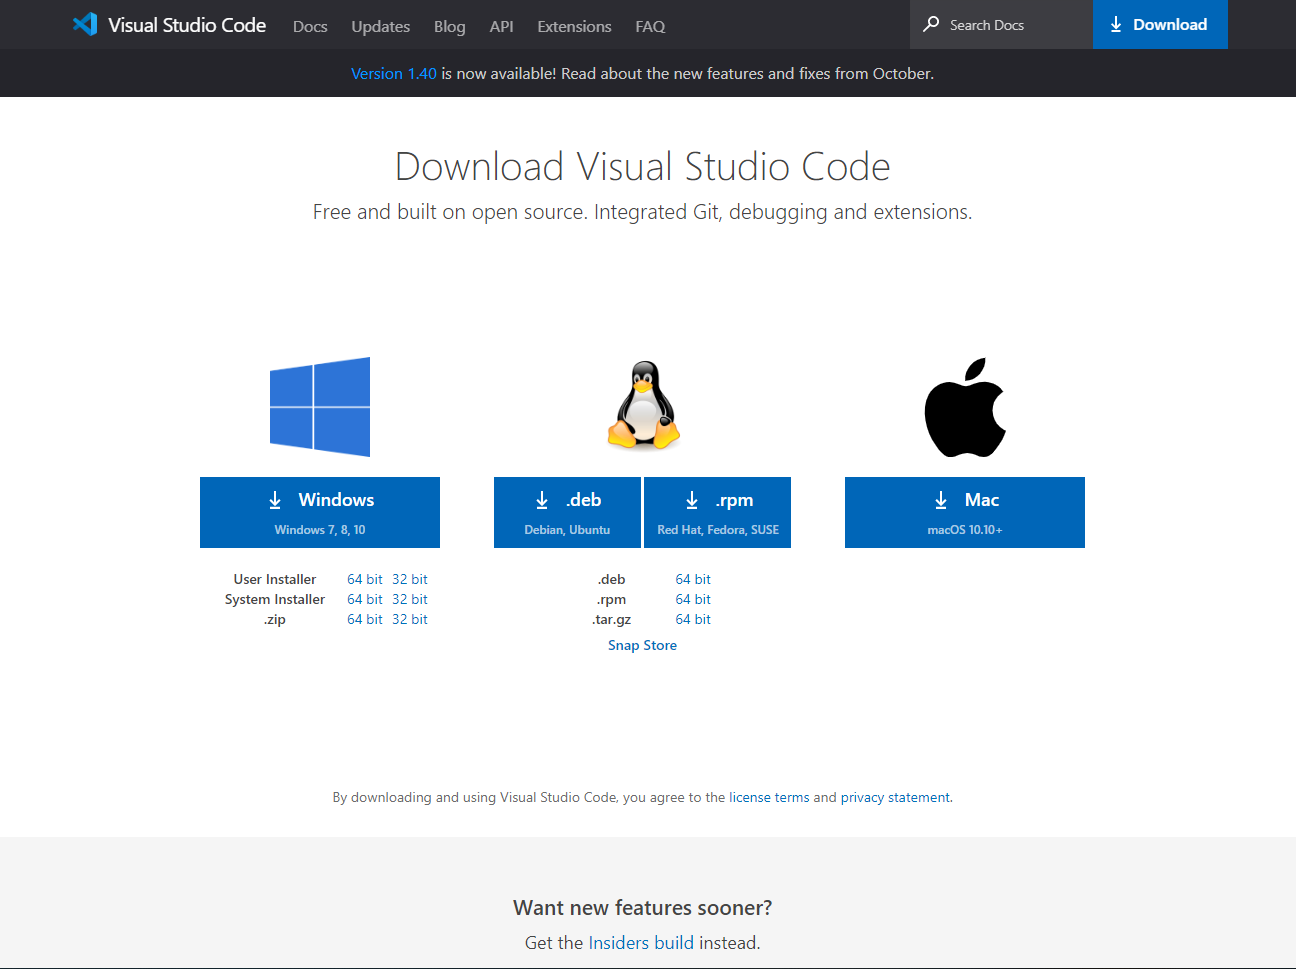 Visual Studio Code Docs Updates Blog API Extensions FAQ Search Docs Download
Version 1.40 is now available! Read about the new features and fixes from October.
Download Visual Studio Code
Free and built on open source. Integrated Git, debugging and extensions.
Windows
Windows 7, 8, 10
User Installer 64 bit 32 bit
System Installer 64 bit 32 bit
.zip 64 bit 32 bit
.deb
Debian, Ubuntu
.rpm
Red Hat, Fedora, SUSE
.deb 64 bit
.rpm 64 bit
.tar.gz 64 bit
Snap Store
Mac
macOS 10.10+
By downloading and using Visual Studio Code, you agree to the license terms and privacy statement.
Want new features sooner?
Get the Insiders build instead.